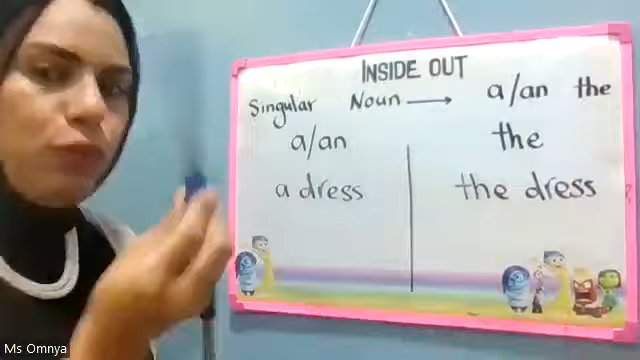 INSIDE OUT
Singular Noun → a/an the
a/an the
a dress the dress
Ms Omnya